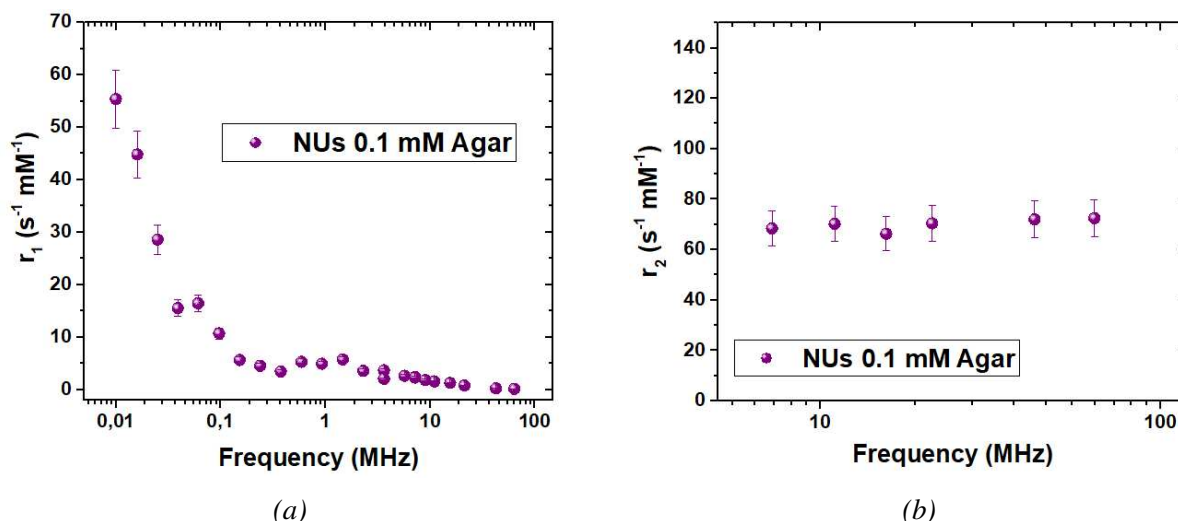 70
60
50
40
30
20
10
0
r₁ (s⁻¹ mM⁻¹)
NUs 0.1 mM Agar
0,01 0,1 1 10 100
Frequency (MHz)
(a)
140
120
100
80
60
40
20
0
r₂ (s⁻¹ mM⁻¹)
NUs 0.1 mM Agar
10 100
Frequency (MHz)
(b)